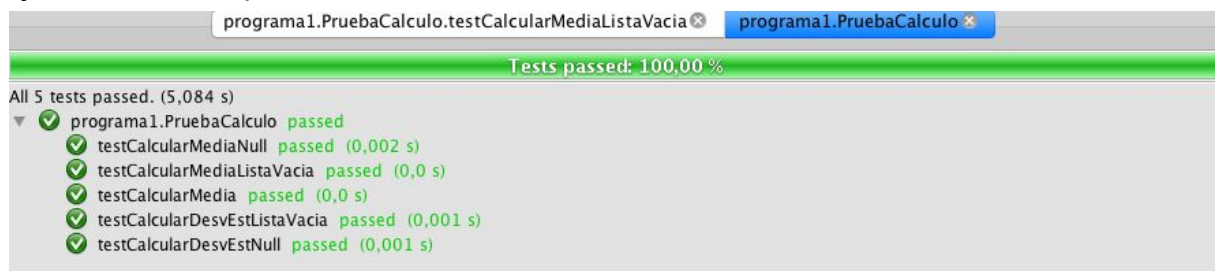 programa1.PruebaCalculo.testCalcularMediaListaVacia programa1.PruebaCalculo
Tests passed: 100,00 %
All 5 tests passed. (5,084 s)
programa1.PruebaCalculo passed
testCalcularMediaNull passed (0,002 s)
testCalcularMediaListaVacia passed (0,0 s)
testCalcularMedia passed (0,0 s)
testCalcularDesvEstListaVacia passed (0,001 s)
testCalcularDesvEstNull passed (0,001 s)